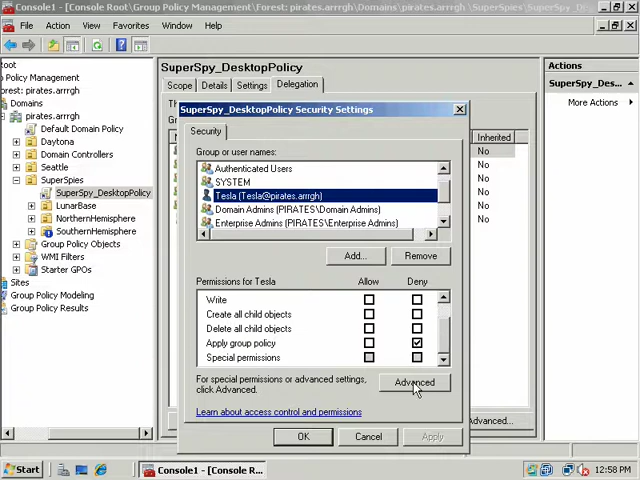 Console1 - [Console Root\Group Policy Management\Forest: pirates.arrrgh\Domains\pirates.arrrgh\SuperSpies\SuperSpy_
File Action View Favorites Window Help
oot
Policy Management
orest: pirates.arrrgh
Domains
pirates.arrrgh
Default Domain Policy
Daytona
Domain Controllers
Seattle
SuperSpies
SuperSpy_DesktopPolicy
LunarBase
NorthernHemisphere
SouthernHemisphere
Group Policy Objects
WMI Filters
Starter GPOs
Sites
Group Policy Modeling
Group Policy Results
SuperSpy_DesktopPolicy
Scope Details Settings Delegation
Inherited
No
No
No
No
No
No
Advanced...
SuperSpy_DesktopPolicy Security Settings
Security
Group or user names:
Authenticated Users
SYSTEM
Tesla (Tesla@pirates.arrrgh)
Domain Admins (PIRATES\Domain Admins)
Enterprise Admins (PIRATES\Enterprise Admins)
Add... Remove
Permissions for Tesla Allow Deny
Write
Create all child objects
Delete all child objects
Apply group policy
Special permissions
For special permissions or advanced settings,
click Advanced.
Advanced
Learn about access control and permissions
OK Cancel Apply
Actions
SuperSpy_Des...
More Actions
Start Console1 - [Console R... 12:58 PM